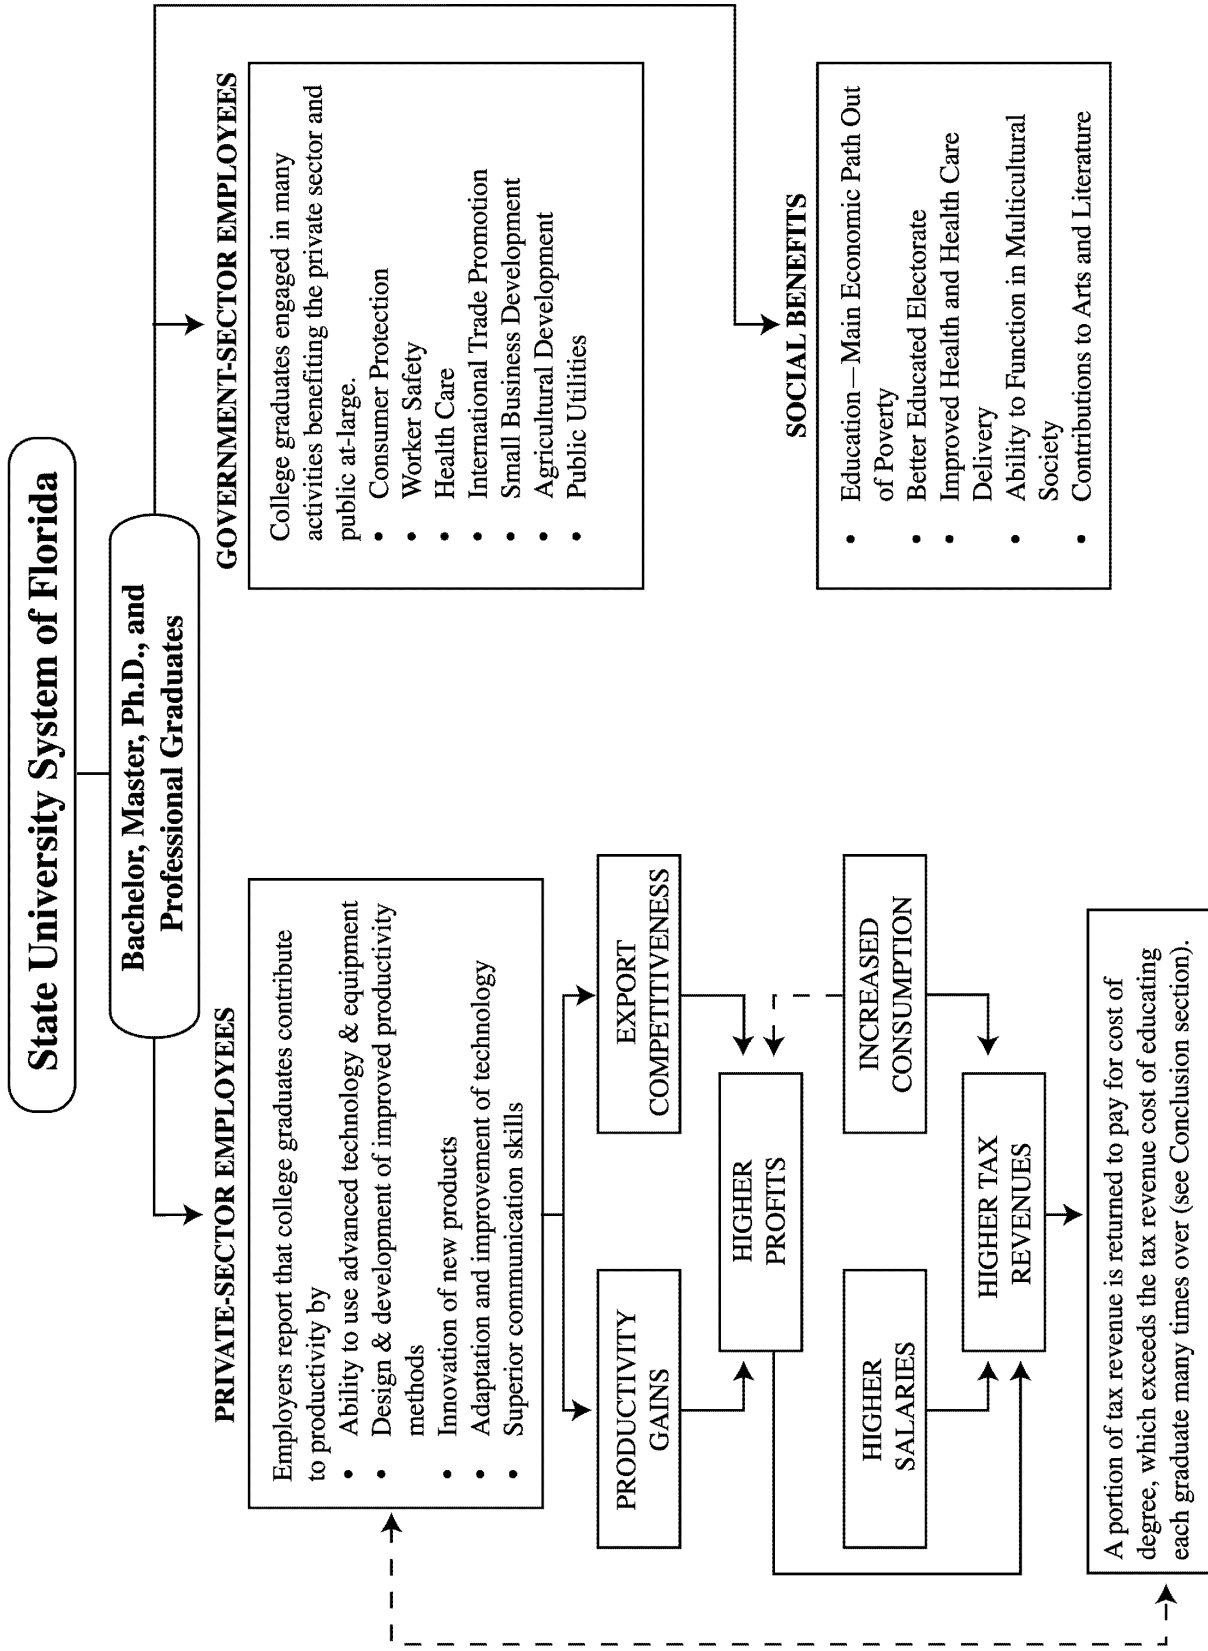 State University System of Florida
Bachelor, Master, Ph.D., and
Professional Graduates
PRIVATE-SECTOR EMPLOYEES
Employers report that college graduates contribute
to productivity by
• Ability to use advanced technology & equipment
• Design & development of improved productivity
methods
• Innovation of new products
• Adaptation and improvement of technology
• Superior communication skills
PRODUCTIVITY
GAINS
EXPORT
COMPETITIVENESS
HIGHER
PROFITS
HIGHER
SALARIES
INCREASED
CONSUMPTION
HIGHER TAX
REVENUES
A portion of tax revenue is returned to pay for cost of
degree, which exceeds the tax revenue cost of educating
each graduate many times over (see Conclusion section).
GOVERNMENT-SECTOR EMPLOYEES
College graduates engaged in many
activities benefiting the private sector and
public at-large.
• Consumer Protection
• Worker Safety
• Health Care
• International Trade Promotion
• Small Business Development
• Agricultural Development
• Public Utilities
SOCIAL BENEFITS
• Education—Main Economic Path Out
of Poverty
• Better Educated Electorate
• Improved Health and Health Care
Delivery
• Ability to Function in Multicultural
Society
• Contributions to Arts and Literature